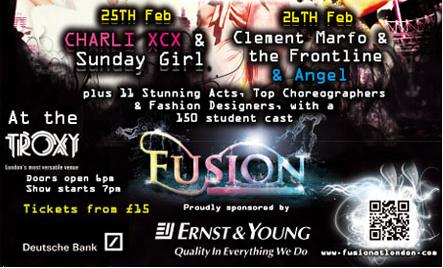 25TH Feb
CHARLI XCX &
Sunday Girl
26TH Feb
Clement Marfo &
the Frontline
& Angel
plus 11 Stunning Acts, Top Choreographers
& Fashion Designers, with a
150 student cast
At the
TROXY
London's most versatile venue
Doors open 6pm
Show starts 7pm
Tickets from £15
FUSION
Proudly sponsored by
ERNST & YOUNG
Quality In Everything We Do
Deutsche Bank
www.fusionatlondon.com